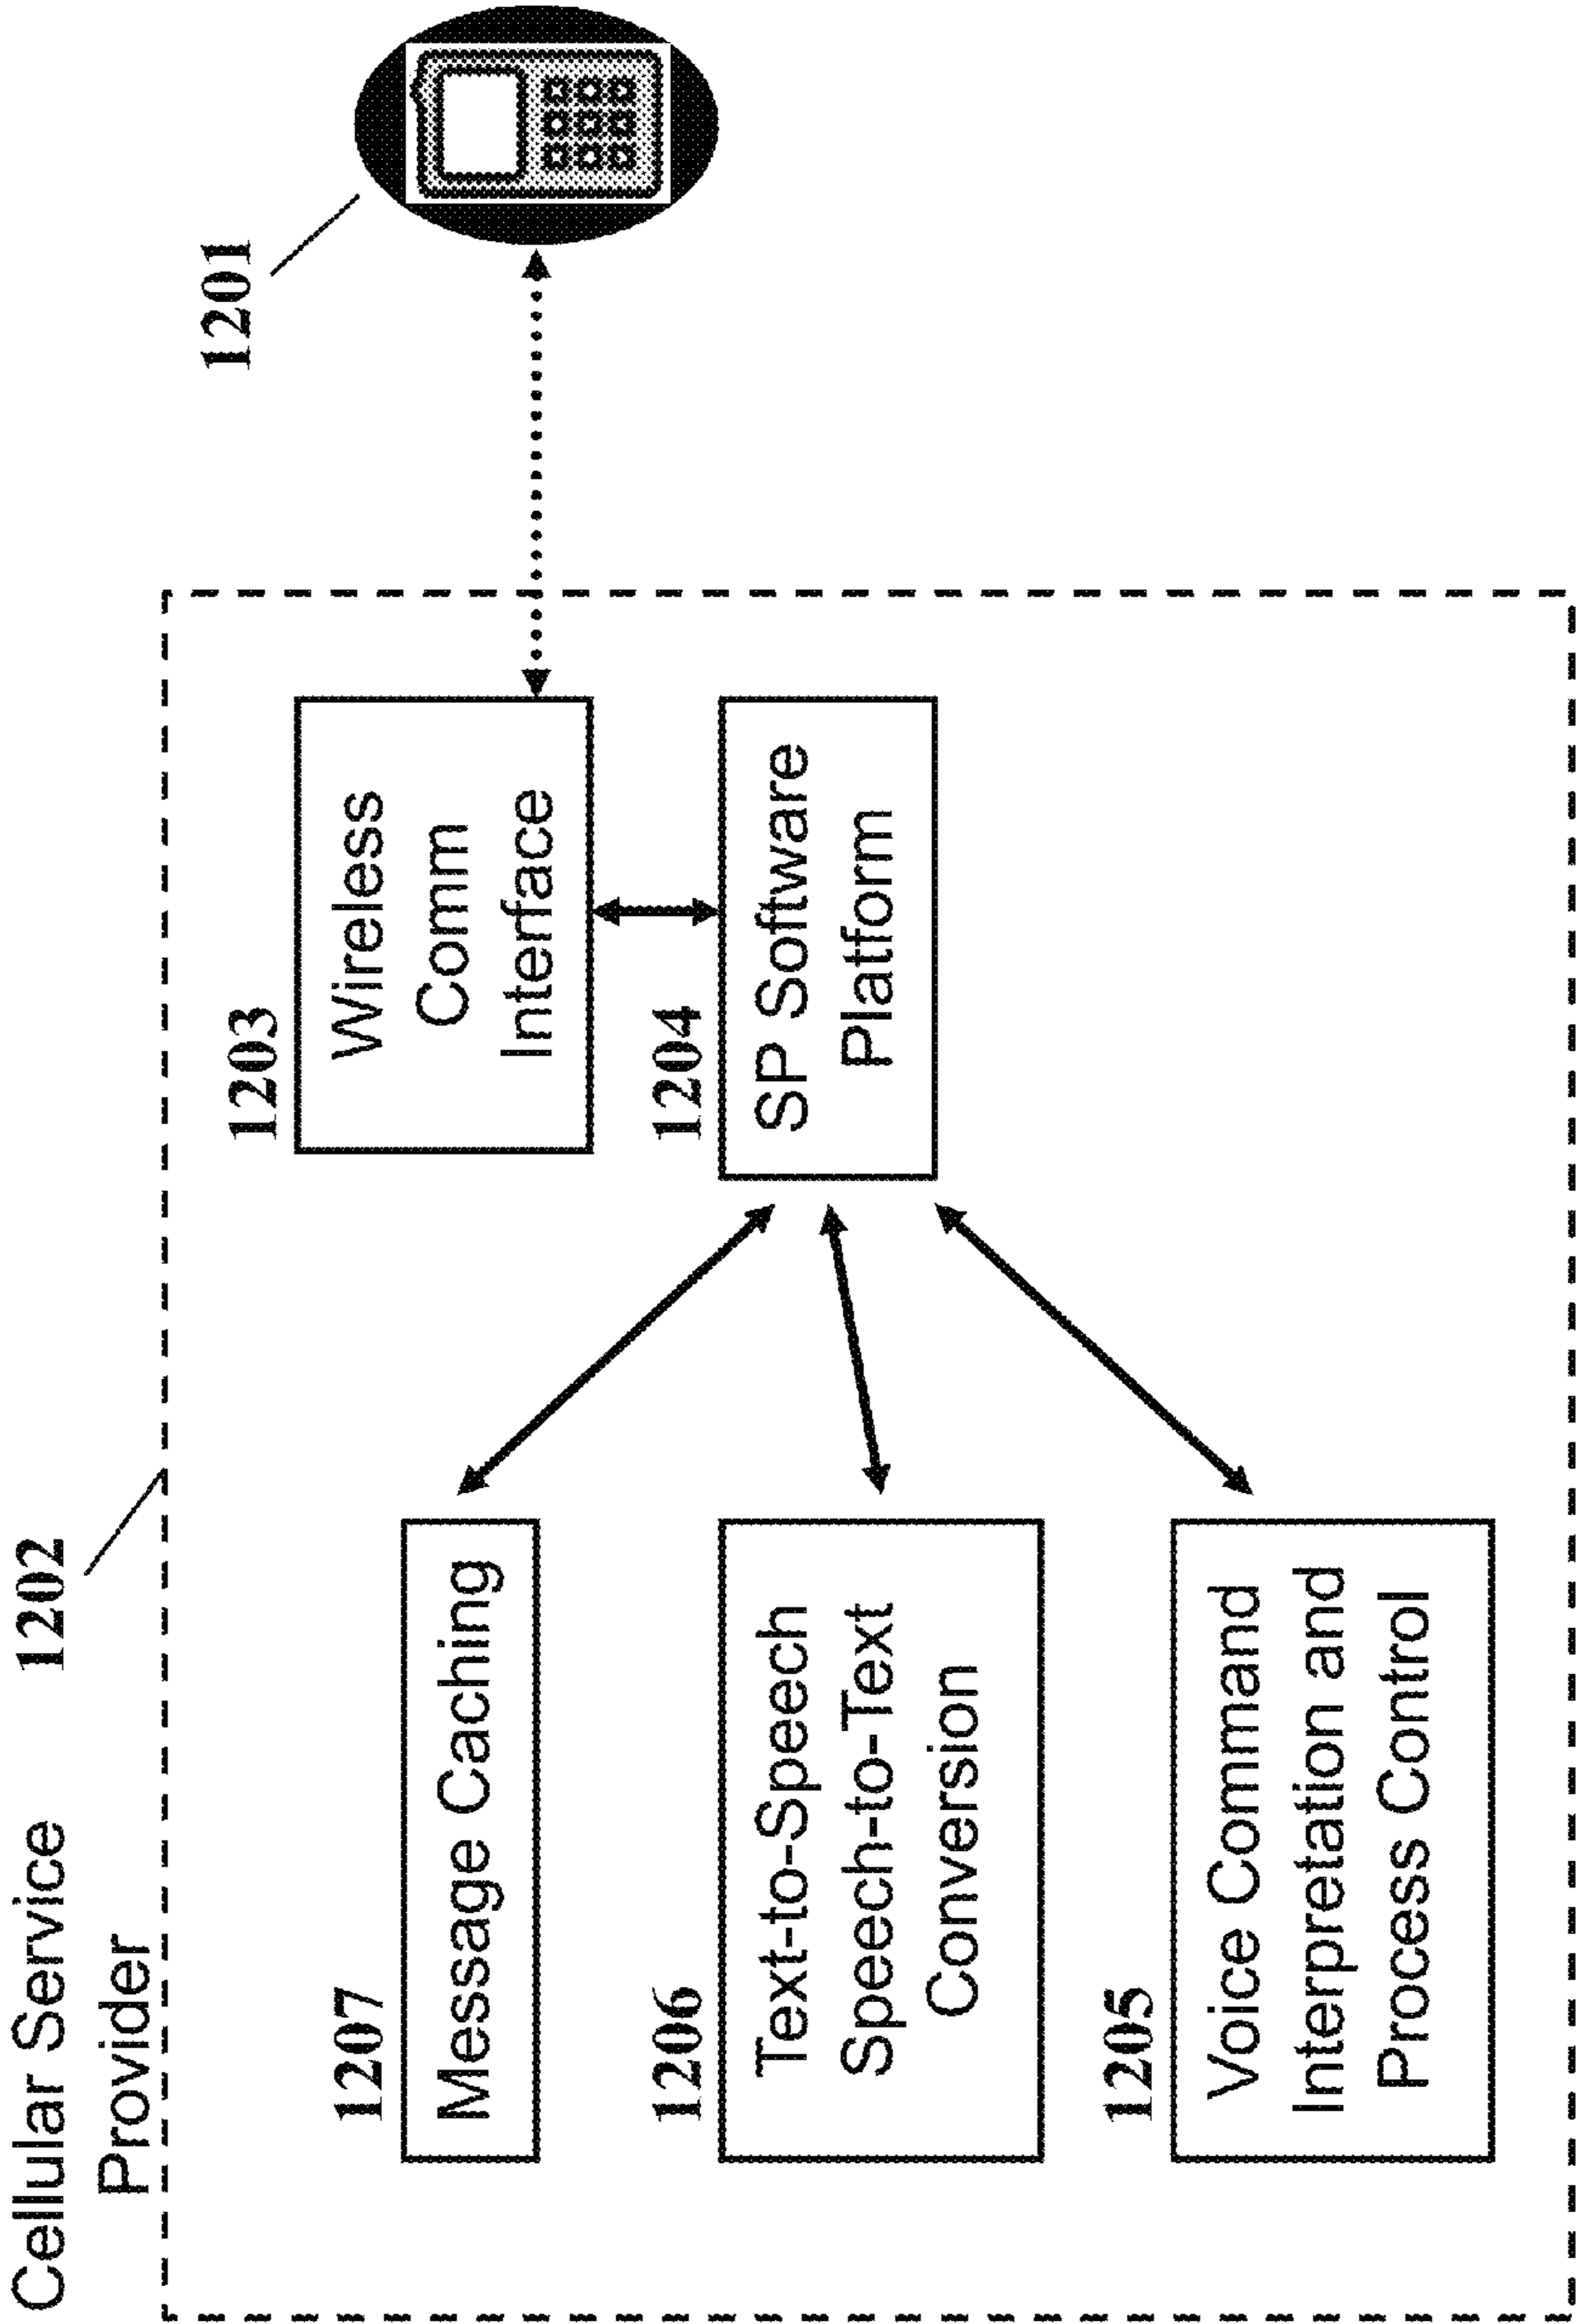 Cellular Service
Provider
1202
1201
1203
Wireless
Comm
Interface
1204
SP Software
Platform
1207
Message Caching
1206
Text-to-Speech
Speech-to-Text
Conversion
1205
Voice Command
Interpretation and
Process Control